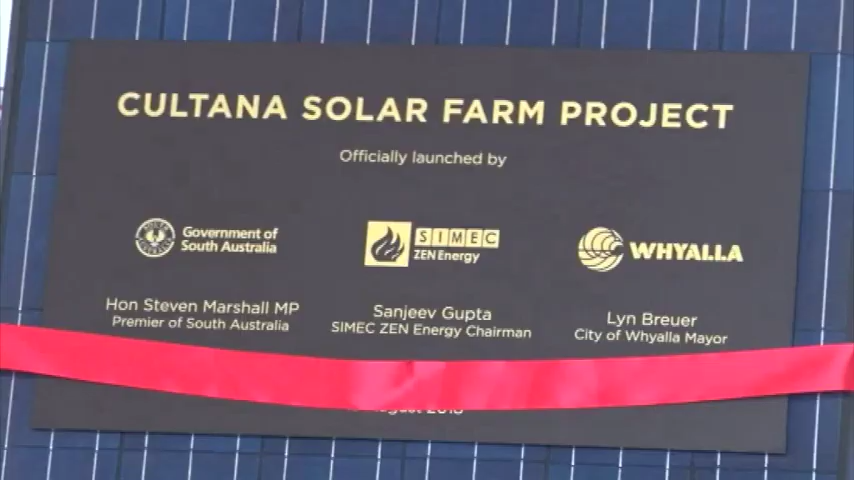 CULTANA SOLAR FARM PROJECT
Officially launched by
Government of
South Australia
SIMEC
ZEN Energy
WHYALLA
Hon Steven Marshall MP
Premier of South Australia
Sanjeev Gupta
SIMEC ZEN Energy Chairman
Lyn Breuer
City of Whyalla Mayor